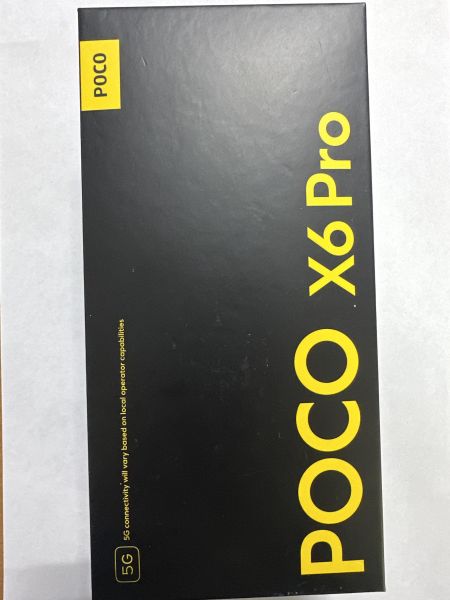 POCO
5G
5G connectivity will vary based on local operator capabilities
POCO X6 Pro